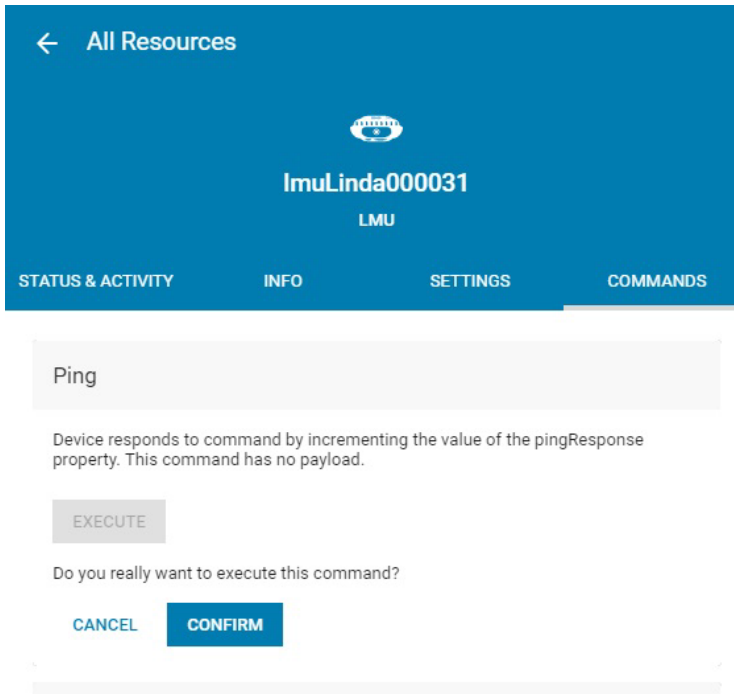 All Resources
lmuLinda000031
LMU
STATUS & ACTIVITY INFO SETTINGS COMMANDS
Ping
Device responds to command by incrementing the value of the pingResponse
property. This command has no payload.
EXECUTE
Do you really want to execute this command?
CANCEL CONFIRM